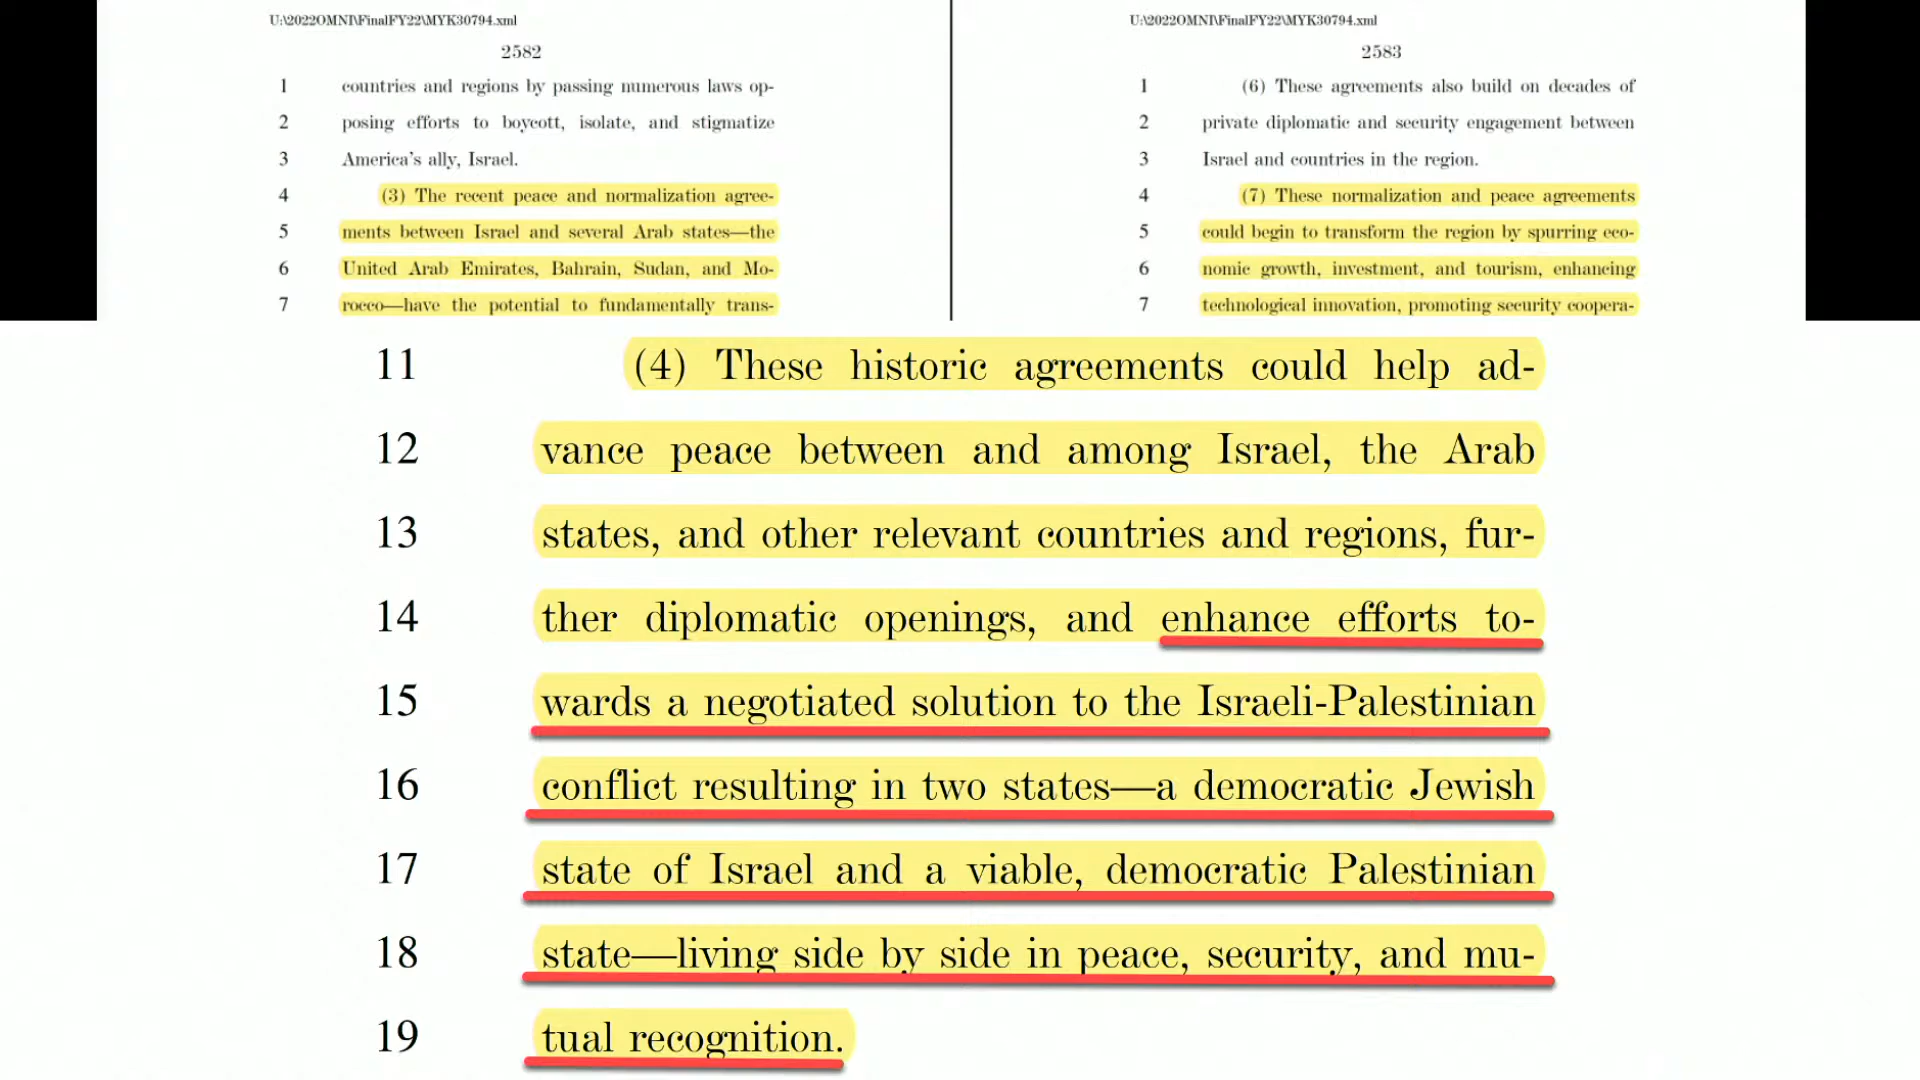 U:\2022OMNI\FinalFY22\MYK30794.xml
2582
1 countries and regions by passing numerous laws op-
2 posing efforts to boycott, isolate, and stigmatize
3 America's ally, Israel.
4 (3) The recent peace and normalization agree-
5 ments between Israel and several Arab states—the
6 United Arab Emirates, Bahrain, Sudan, and Mo-
7 rocco—have the potential to fundamentally trans-
U:\2022OMNI\FinalFY22\MYK30794.xml
2583
1 (6) These agreements also build on decades of
2 private diplomatic and security engagement between
3 Israel and countries in the region.
4 (7) These normalization and peace agreements
5 could begin to transform the region by spurring eco-
6 nomic growth, investment, and tourism, enhancing
7 technological innovation, promoting security coopera-
11 (4) These historic agreements could help ad-
12 vance peace between and among Israel, the Arab
13 states, and other relevant countries and regions, fur-
14 ther diplomatic openings, and enhance efforts to-
15 wards a negotiated solution to the Israeli-Palestinian
16 conflict resulting in two states—a democratic Jewish
17 state of Israel and a viable, democratic Palestinian
18 state—living side by side in peace, security, and mu-
19 tual recognition.